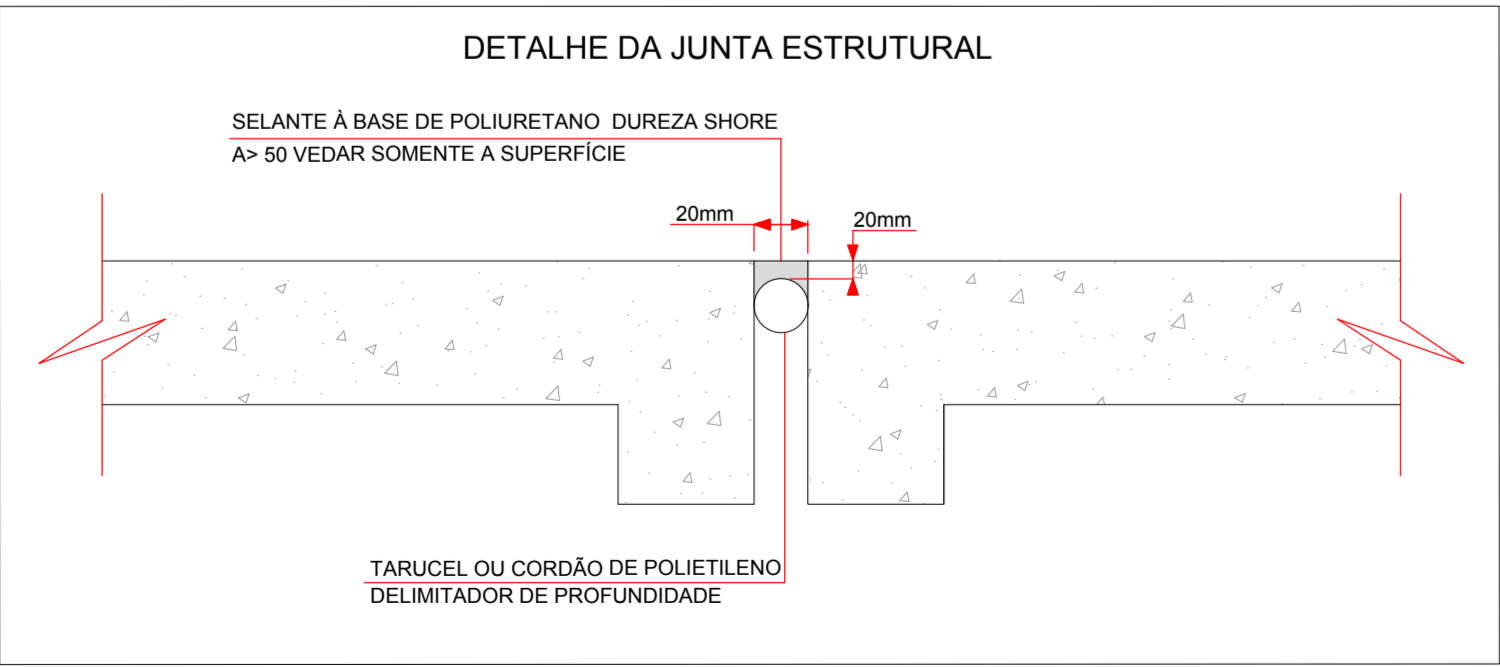 DETALHE DA JUNTA ESTRUTURAL
SELANTE À BASE DE POLIURETANO DUREZA SHORE
A> 50 VEDAR SOMENTE A SUPERFÍCIE
20mm
20mm
TARUCEL OU CORDÃO DE POLIETILENO
DELIMITADOR DE PROFUNDIDADE